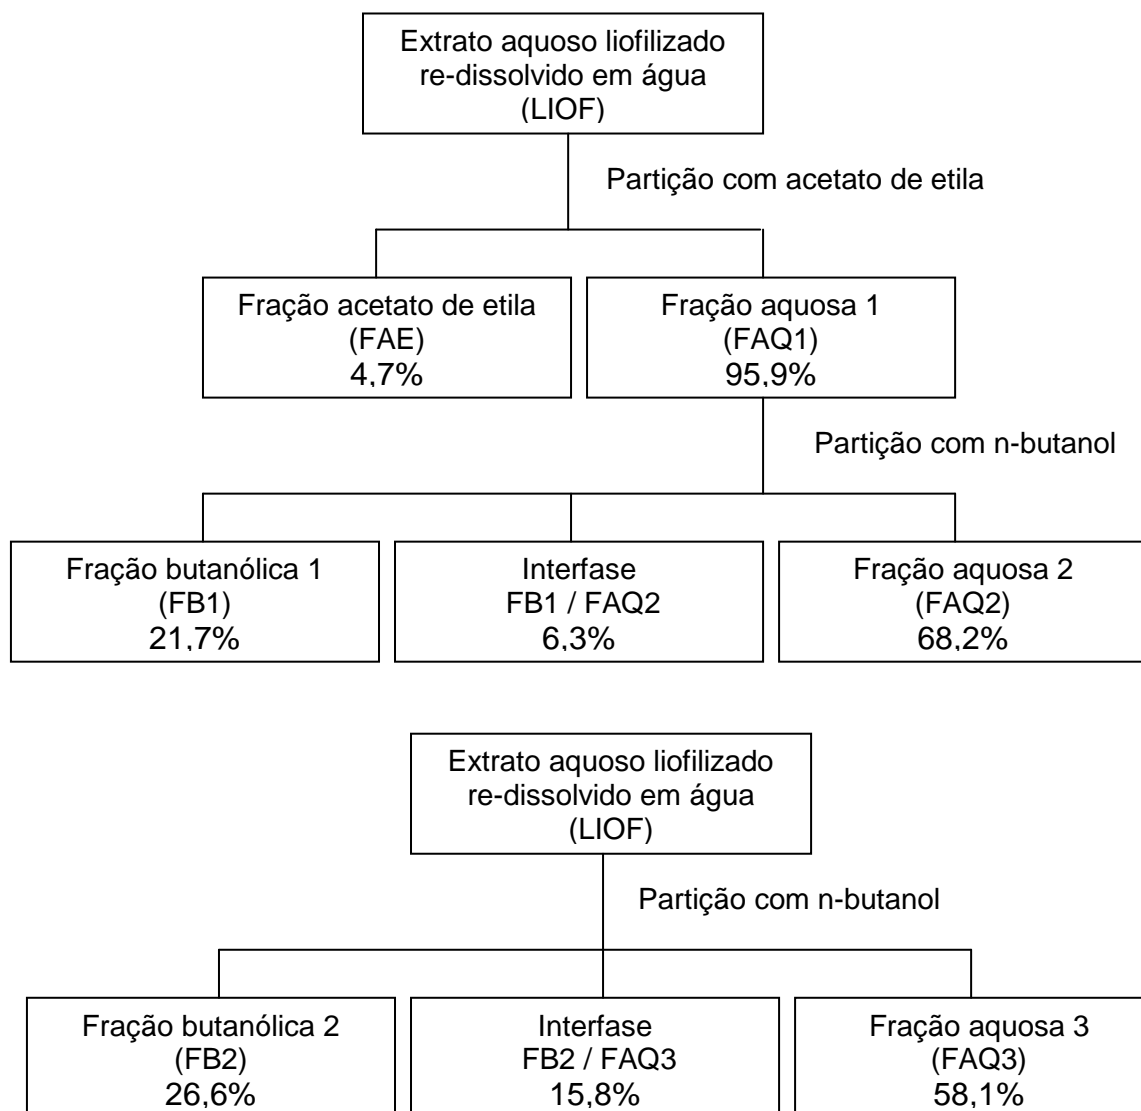 Extrato aquoso liofilizado
re-dissolvido em água
(LIOF)
Partição com acetato de etila
Fração acetato de etila
(FAE)
4,7%
Fração aquosa 1
(FAQ1)
95,9%
Partição com n-butanol
Fração butanólica 1
(FB1)
21,7%
Interfase
FB1 / FAQ2
6,3%
Fração aquosa 2
(FAQ2)
68,2%
Extrato aquoso liofilizado
re-dissolvido em água
(LIOF)
Partição com n-butanol
Fração butanólica 2
(FB2)
26,6%
Interfase
FB2 / FAQ3
15,8%
Fração aquosa 3
(FAQ3)
58,1%